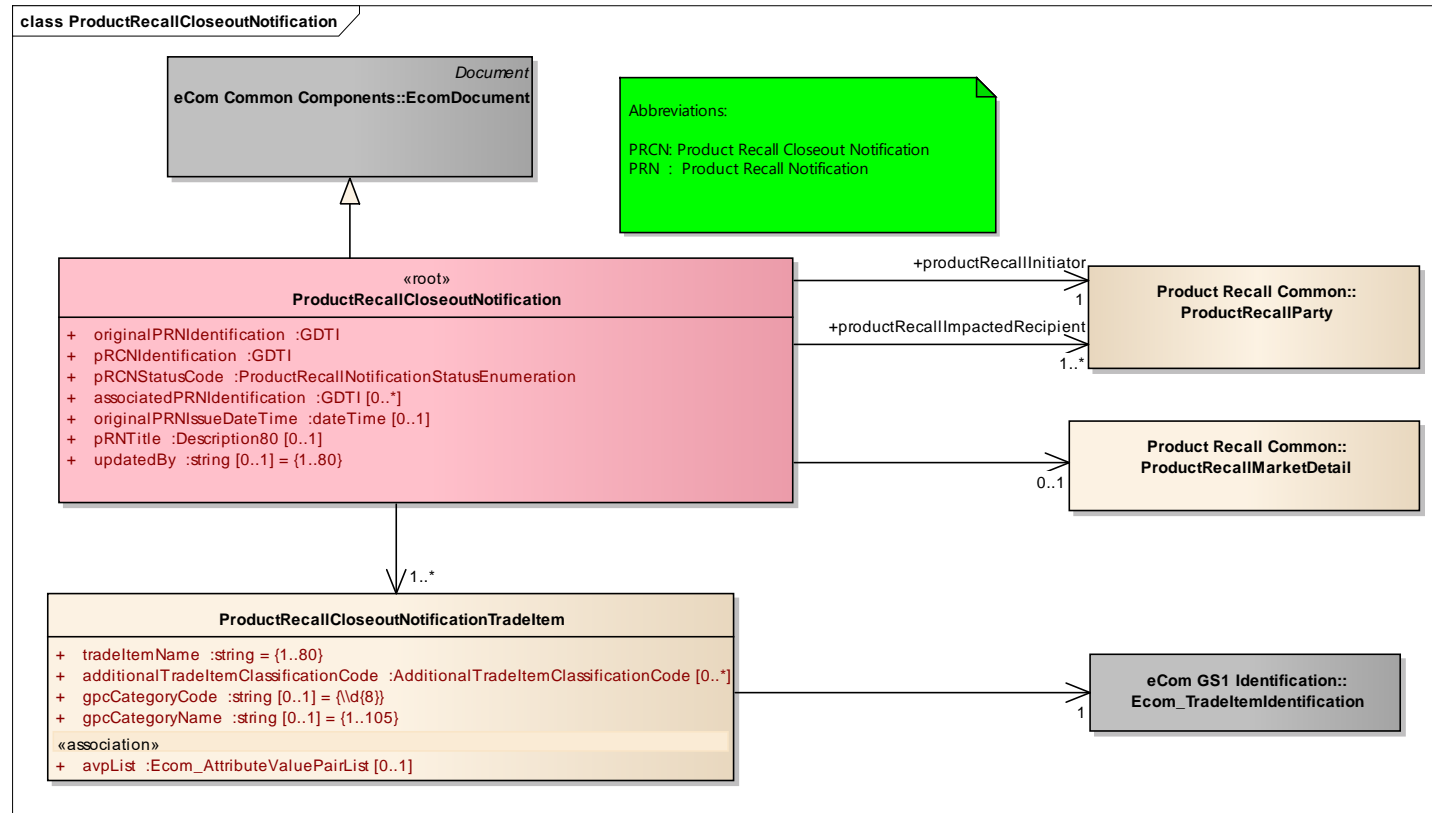 class ProductRecallCloseoutNotification
Document
eCom Common Components::EcomDocument
Abbreviations:
PRCN: Product Recall Closeout Notification
PRN : Product Recall Notification
«root»
ProductRecallCloseoutNotification
+ originalPRNIdentification :GDTI
+ pRCNIdentification :GDTI
+ pRCNStatusCode :ProductRecallNotificationStatusEnumeration
+ associatedPRNIdentification :GDTI [0..*]
+ originalPRNIssueDateTime :dateTime [0..1]
+ pRNTitle :Description80 [0..1]
+ updatedBy :string [0..1] = {1..80}
+productRecallInitiator
1
+productRecallImpactedRecipient
1..*
Product Recall Common::
ProductRecallParty
0..1
Product Recall Common::
ProductRecallMarketDetail
1..*
ProductRecallCloseoutNotificationTradeItem
+ tradeItemName :string = {1..80}
+ additionalTradeItemClassificationCode :AdditionalTradeItemClassificationCode [0..*]
+ gpcCategoryCode :string [0..1] = {\\d{8}}
+ gpcCategoryName :string [0..1] = {1..105}
«association»
+ avpList :Ecom_AttributeValuePairList [0..1]
1
eCom GS1 Identification::
Ecom_TradeItemIdentification